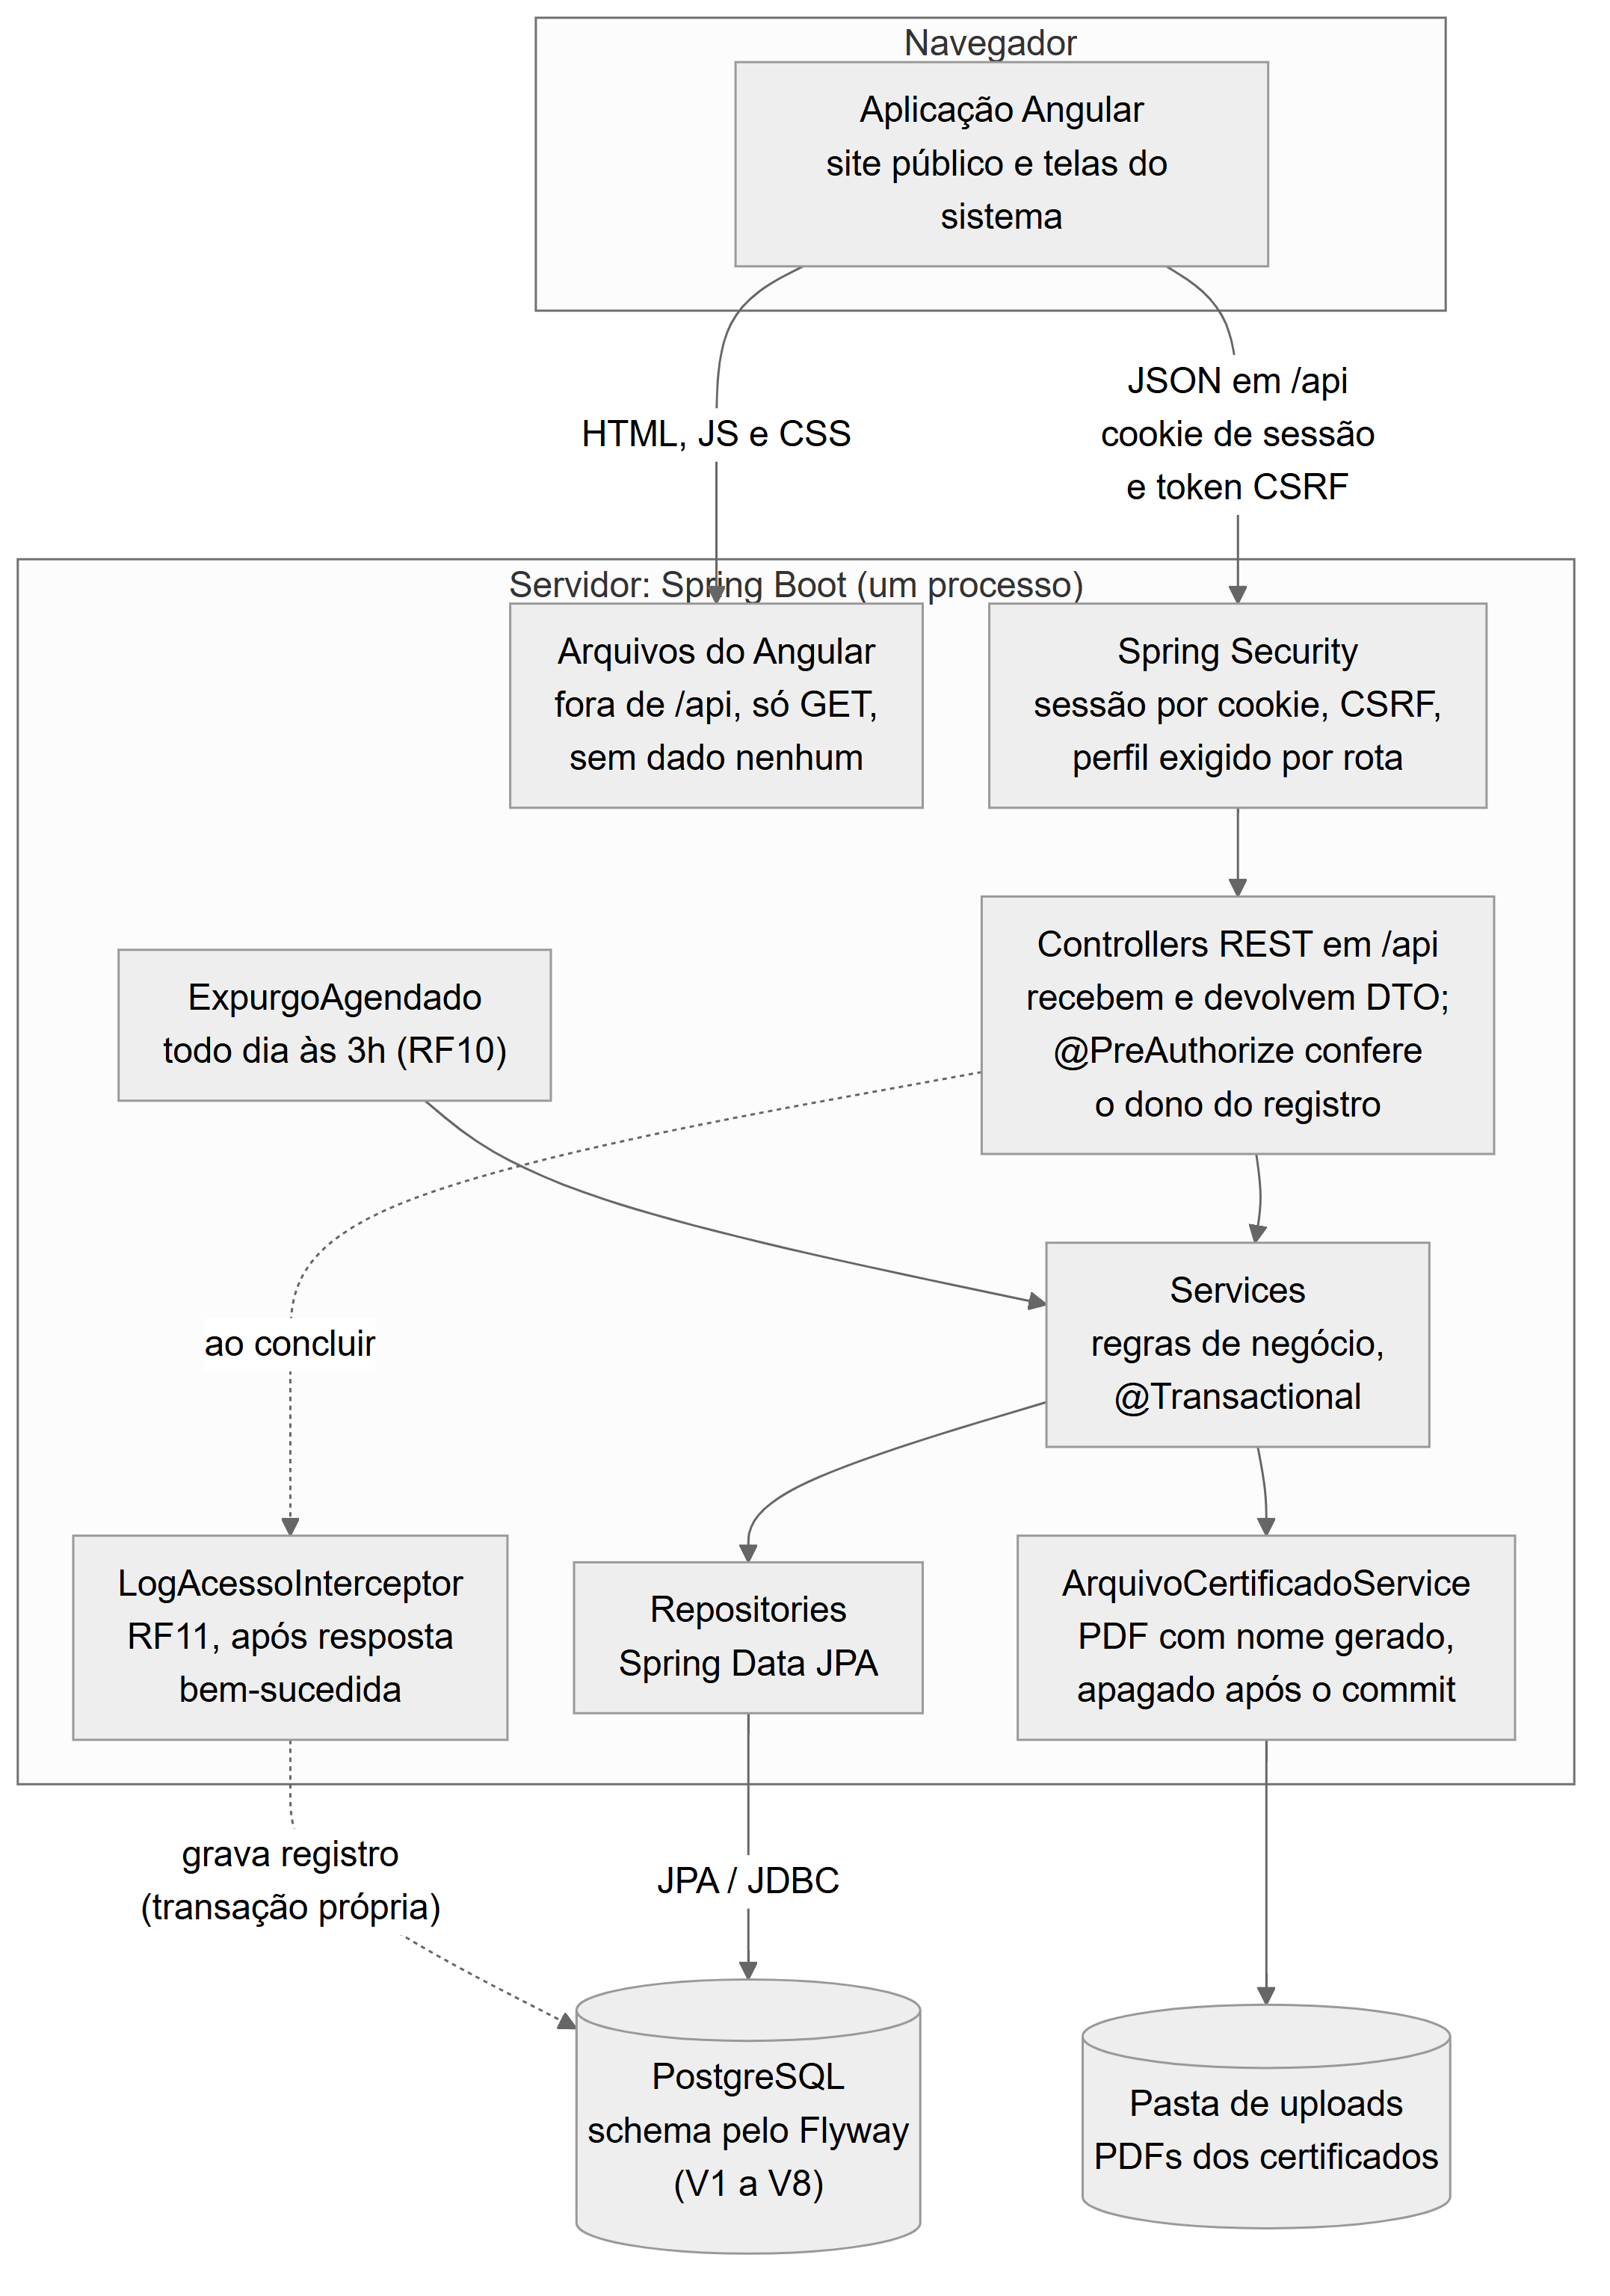 Navegador
Aplicação Angular
site público e telas do
sistema
HTML, JS e CSS
JSON em /api
cookie de sessão
e token CSRF
Servidor: Spring Boot (um processo)
Arquivos do Angular
fora de /api, só GET,
sem dado nenhum
Spring Security
sessão por cookie, CSRF,
perfil exigido por rota
ExpurgoAgendado
todo dia às 3h (RF10)
Controllers REST em /api
recebem e devolvem DTO;
@PreAuthorize confere
o dono do registro
ao concluir
Services
regras de negócio,
@Transactional
LogAcessoInterceptor
RF11, após resposta
bem-sucedida
Repositories
Spring Data JPA
ArquivoCertificadoService
PDF com nome gerado,
apagado após o commit
grava registro
(transação própria)
JPA / JDBC
PostgreSQL
schema pelo Flyway
(V1 a V8)
Pasta de uploads
PDFs dos certificados